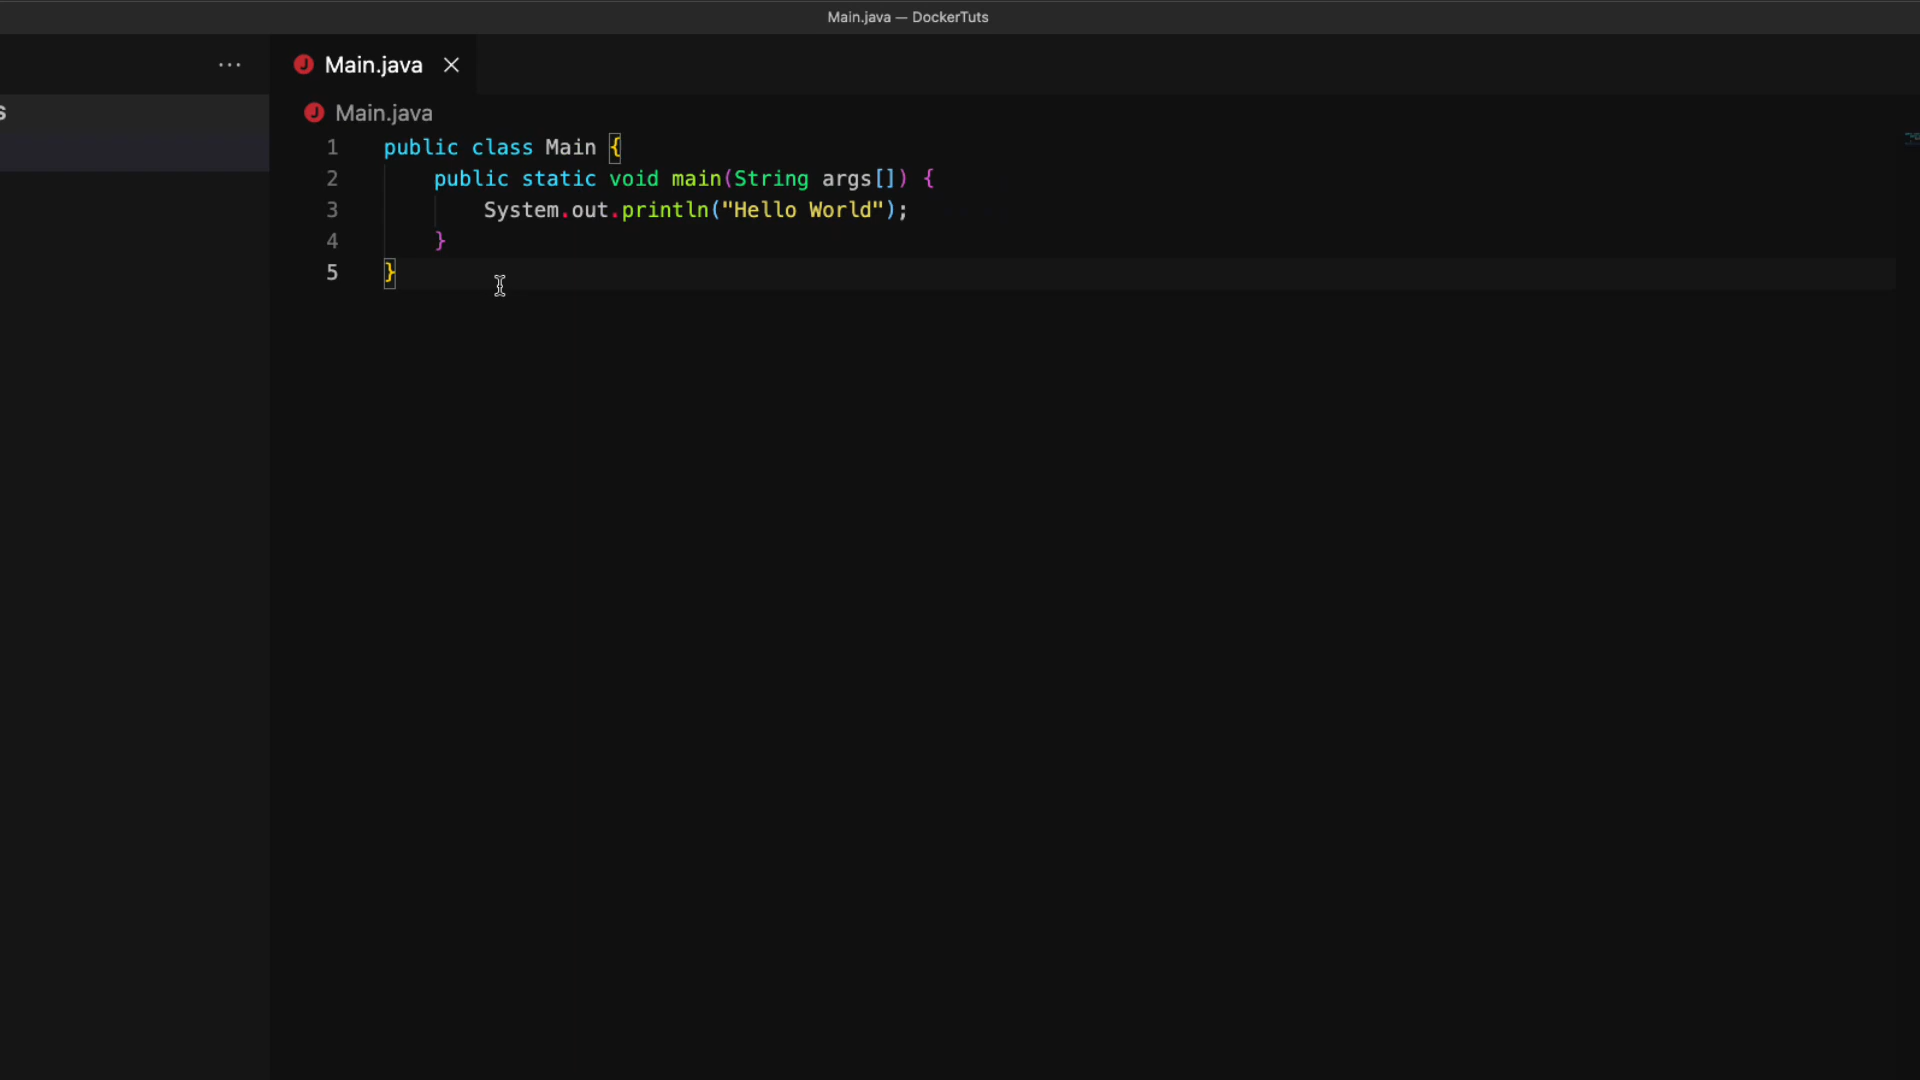 Main.java — DockerTuts
... Main.java
S Main.java
1 public class Main {
2 public static void main(String args[]) {
3 System.out.println("Hello World");
4 }
5 }